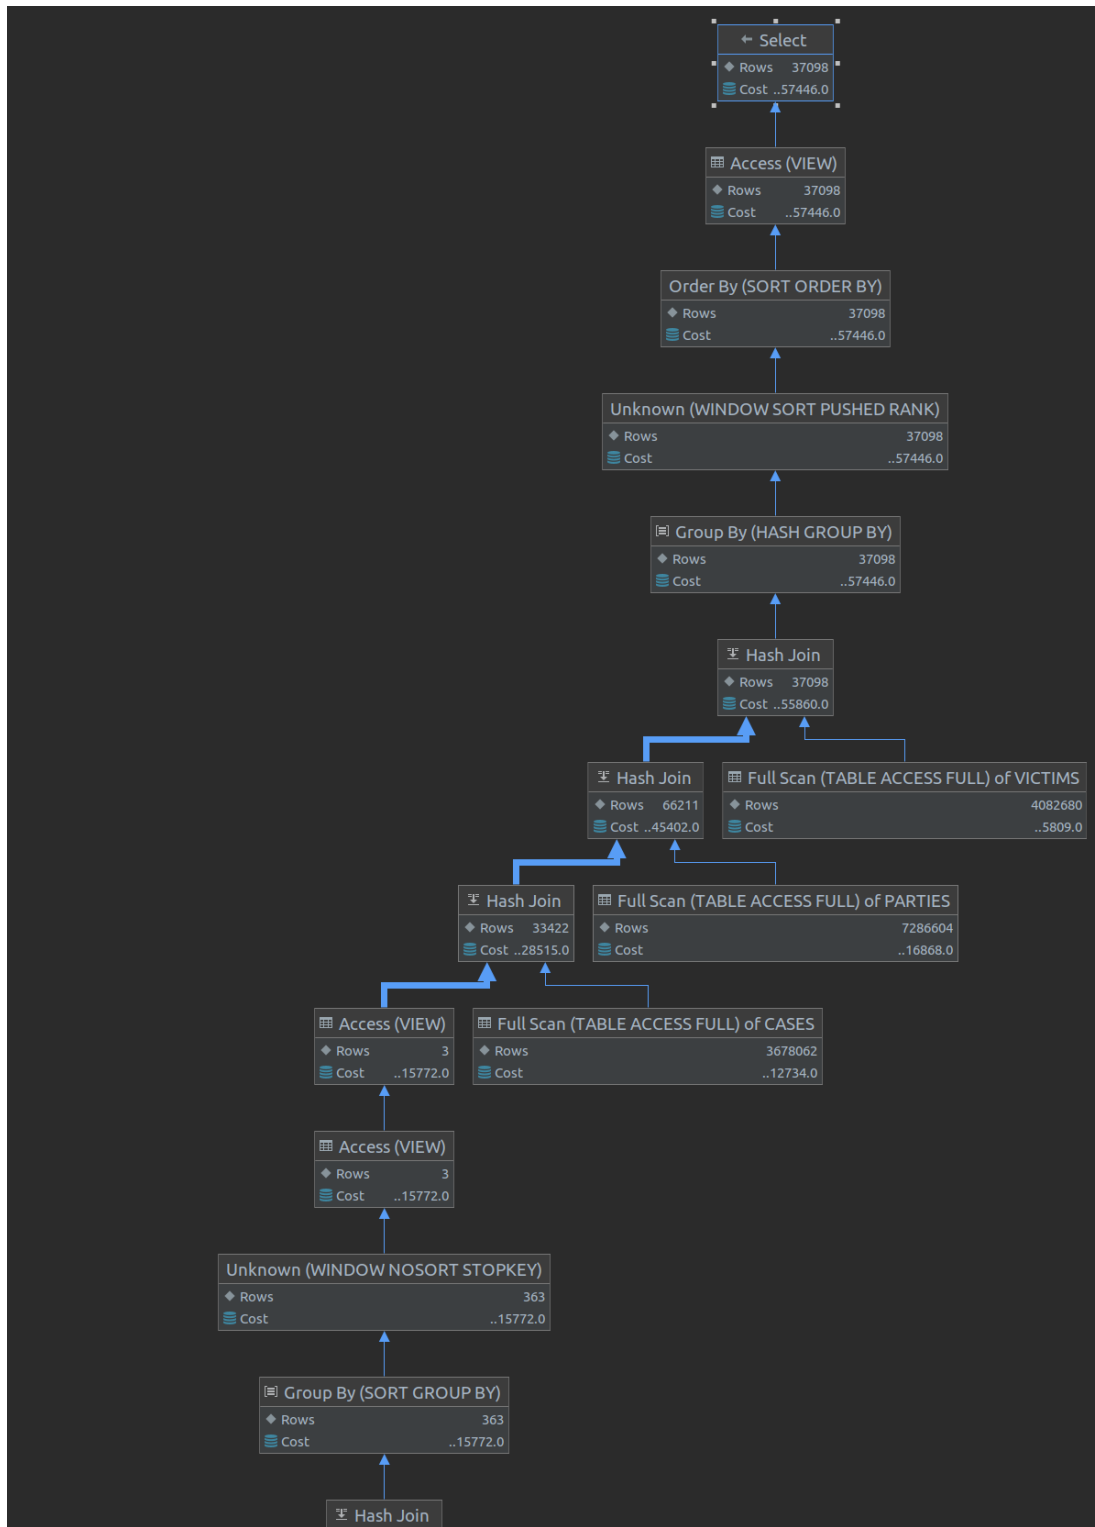 Select
Rows 37098
Cost ..57446.0
Access (VIEW)
Rows 37098
Cost ..57446.0
Order By (SORT ORDER BY)
Rows 37098
Cost ..57446.0
Unknown (WINDOW SORT PUSHED RANK)
Rows 37098
Cost ..57446.0
Group By (HASH GROUP BY)
Rows 37098
Cost ..57446.0
Hash Join
Rows 37098
Cost ..55860.0
Hash Join
Rows 66211
Cost ..45402.0
Full Scan (TABLE ACCESS FULL) of VICTIMS
Rows 4082680
Cost ..5809.0
Hash Join
Rows 33422
Cost ..28515.0
Full Scan (TABLE ACCESS FULL) of PARTIES
Rows 7286604
Cost ..16868.0
Access (VIEW)
Rows 3
Cost ..15772.0
Full Scan (TABLE ACCESS FULL) of CASES
Rows 3678062
Cost ..12734.0
Access (VIEW)
Rows 3
Cost ..15772.0
Unknown (WINDOW NOSORT STOPKEY)
Rows 363
Cost ..15772.0
Group By (SORT GROUP BY)
Rows 363
Cost ..15772.0
Hash Join